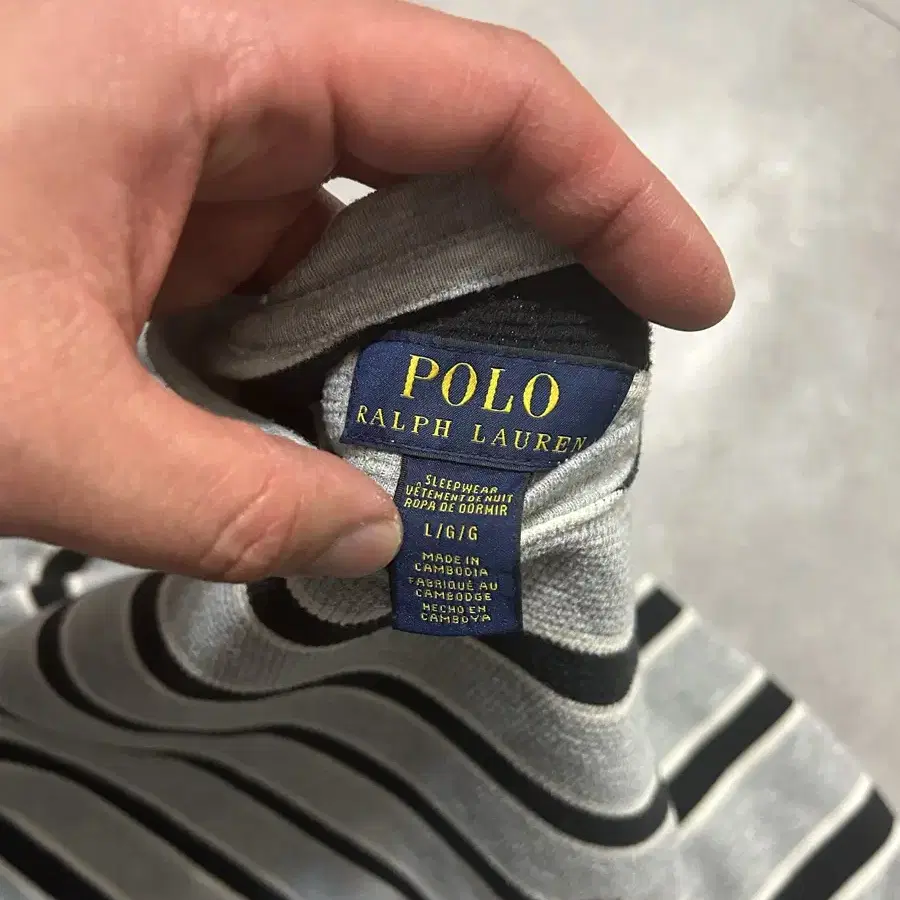 POLO
RALPH LAUREN
SLEEPWEAR
VÊTEMENT DE NUIT
ROPA DE DORMIR
L/G/G
MADE IN
CAMBODIA
FABRIQUÉ AU
CAMBODGE
HECHO EN
CAMBOYA